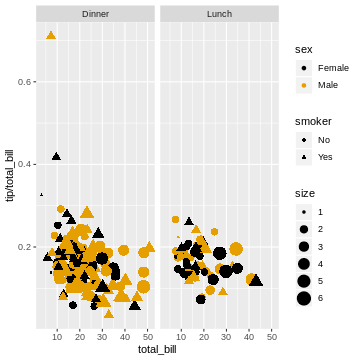 Dinner
Lunch
0.6
0.4
0.2
tip/total_bill
10 20 30 40 50
10 20 30 40 50
total_bill
sex
Female
Male
smoker
No
Yes
size
1
2
3
4
5
6